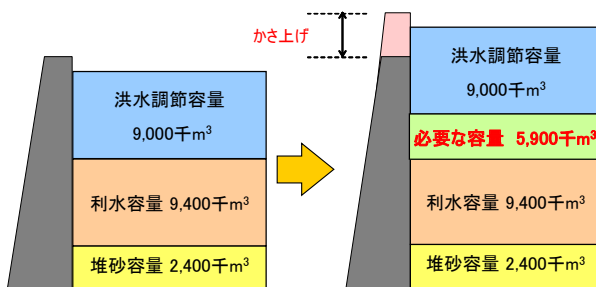 かさ上げ
洪水調節容量
9,000千m³
利水容量 9,400千m³
堆砂容量 2,400千m³
洪水調節容量
9,000千m³
必要な容量 5,900千m³
利水容量 9,400千m³
堆砂容量 2,400千m³